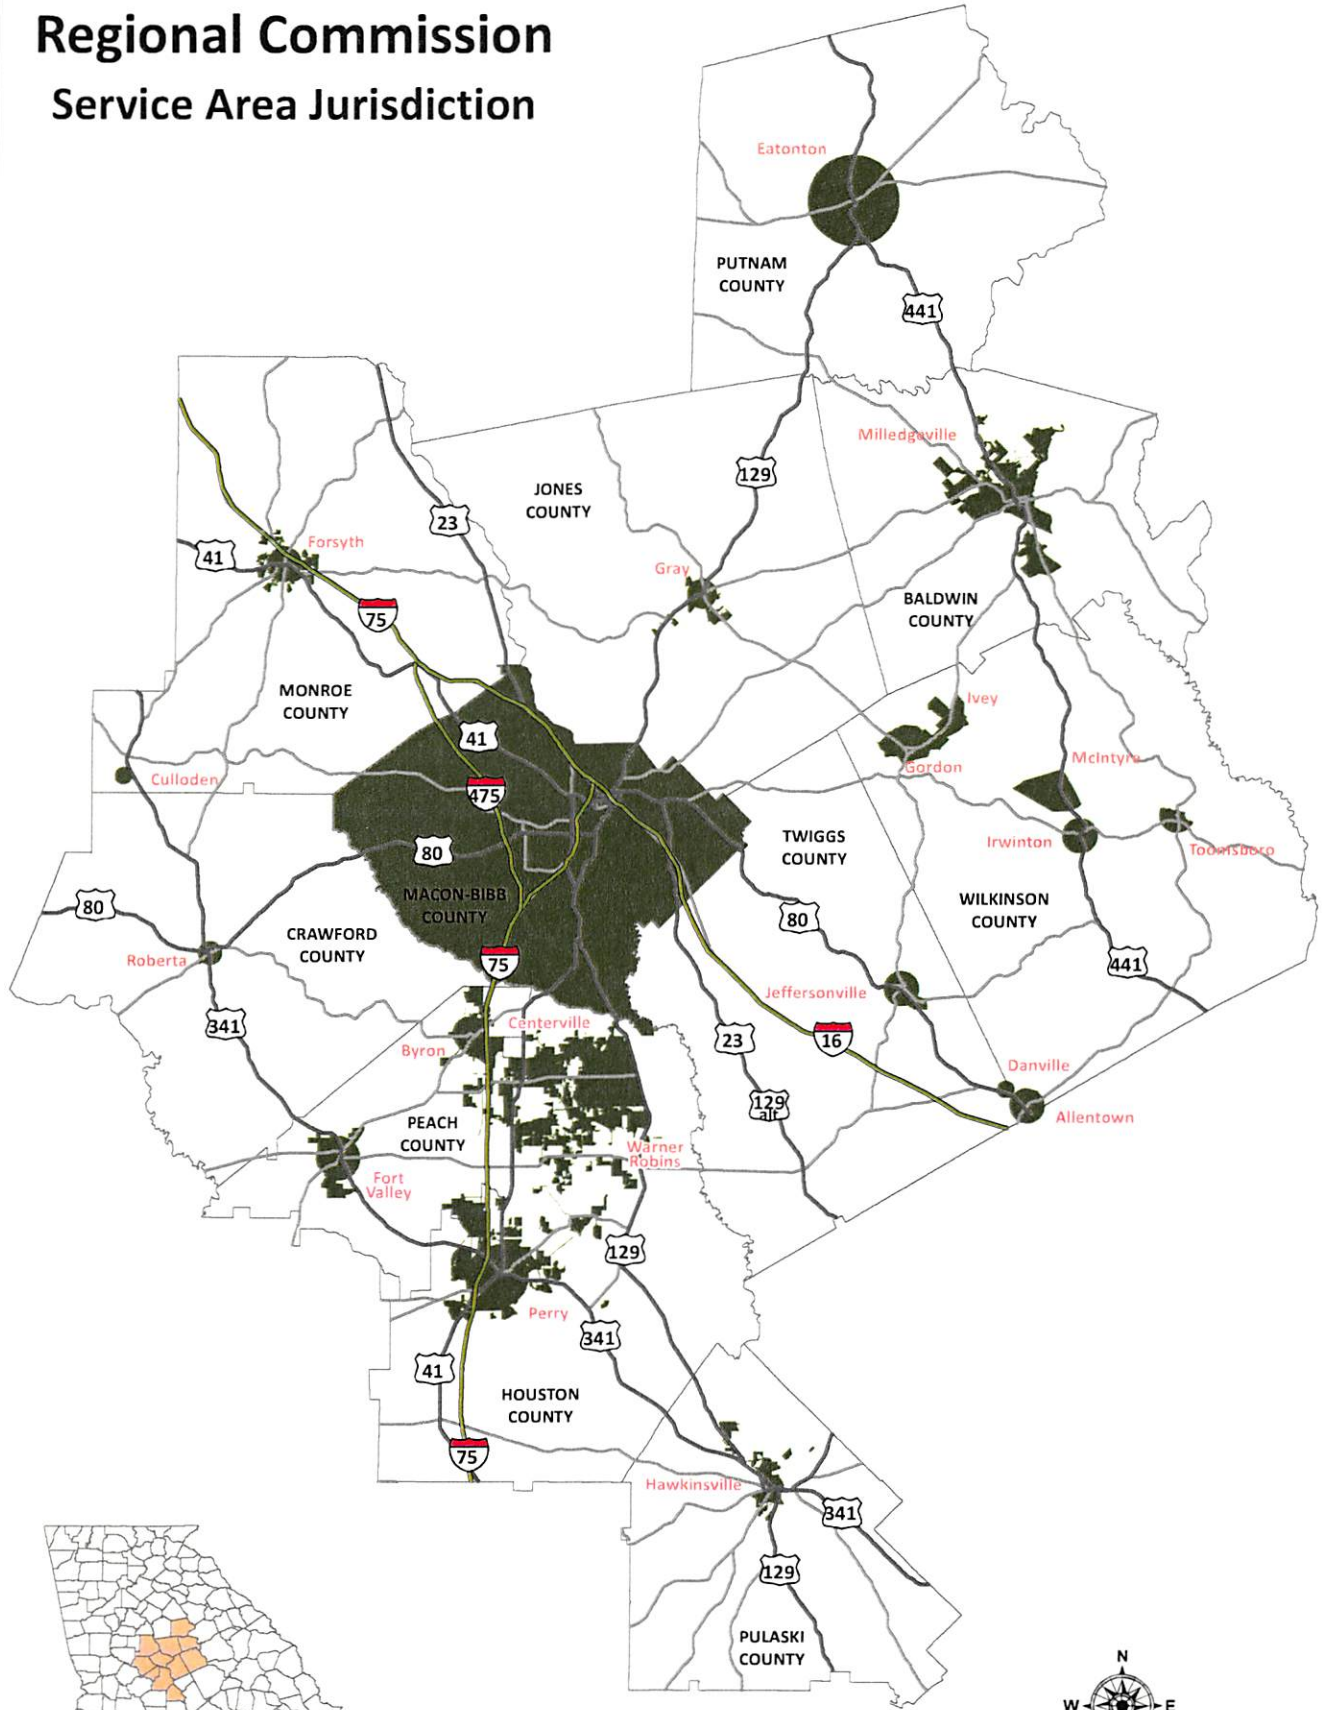 Regional Commission
Service Area Jurisdiction
Eatonton
PUTNAM
COUNTY
441
Milledgeville
129
JONES
COUNTY
23
Forsyth
41
Gray
75
BALDWIN
COUNTY
MONROE
COUNTY
Ivey
41
McIntyre
Gordon
Culloden
475
TWIGGS
COUNTY
Irwinton
Toomsboro
80
MACON-BIBB
COUNTY
80
WILKINSON
COUNTY
80
CRAWFORD
COUNTY
Roberta
75
441
Jeffersonville
341
Centerville
Byron
23
16
Danville
129
alt
Allentown
PEACH
COUNTY
Warner
Robins
Fort
Valley
129
Perry
341
41
HOUSTON
COUNTY
75
Hawkinsville
341
129
PULASKI
COUNTY
N
W
E